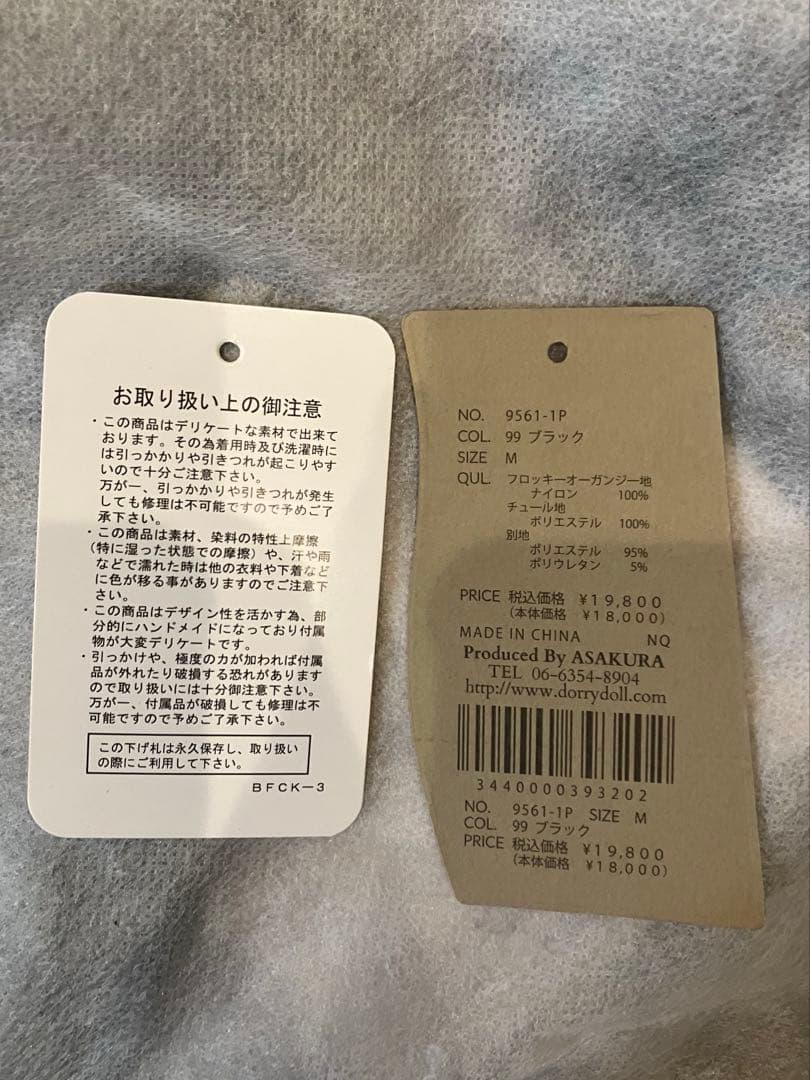 お取り扱い上の御注意
・この商品はデリケートな素材で出来て
おります。その為着用時及び洗濯時に
は引っかかりや引きつれが起こりやす
いので十分ご注意下さい。
万が一、引っかかりや引きつれが発生
しても修理は不可能ですので予めご了
承下さい。
・この商品は素材、染料の特性上摩擦
（特に湿った状態での摩擦）や、汗や雨
などで濡れた時は他の衣料や下着など
に色が移る事がありますのでご注意下
さい。
・この商品はデザイン性を活かす為、部
分的にハンドメイドになっており付属
物が大変デリケートです。
・引っかけや、極度の力が加われば付属
品が外れたり破損する恐れがあります
ので取り扱いには十分御注意下さい。
万が一、付属品が破損しても修理は不
可能ですので予めご了承下さい。
この下げ札は永久保存し、取り扱い
の際にご利用して下さい。
BFCK-3
NO. 9561-1P
COL. 99 ブラック
SIZE M
QUL. フロッキーオーガンジー地
ナイロン 100%
チュール地
ポリエステル 100%
別地
ポリエステル 95%
ポリウレタン 5%
PRICE 税込価格 ¥19,800
（本体価格 ¥18,000）
MADE IN CHINA NQ
Produced By ASAKURA
TEL 06-6354-8904
http://www.dorrydoll.com
3440000393202
NO. 9561-1P SIZE M
COL. 99 ブラック
PRICE 税込価格 ¥19,800
（本体価格 ¥18,000）